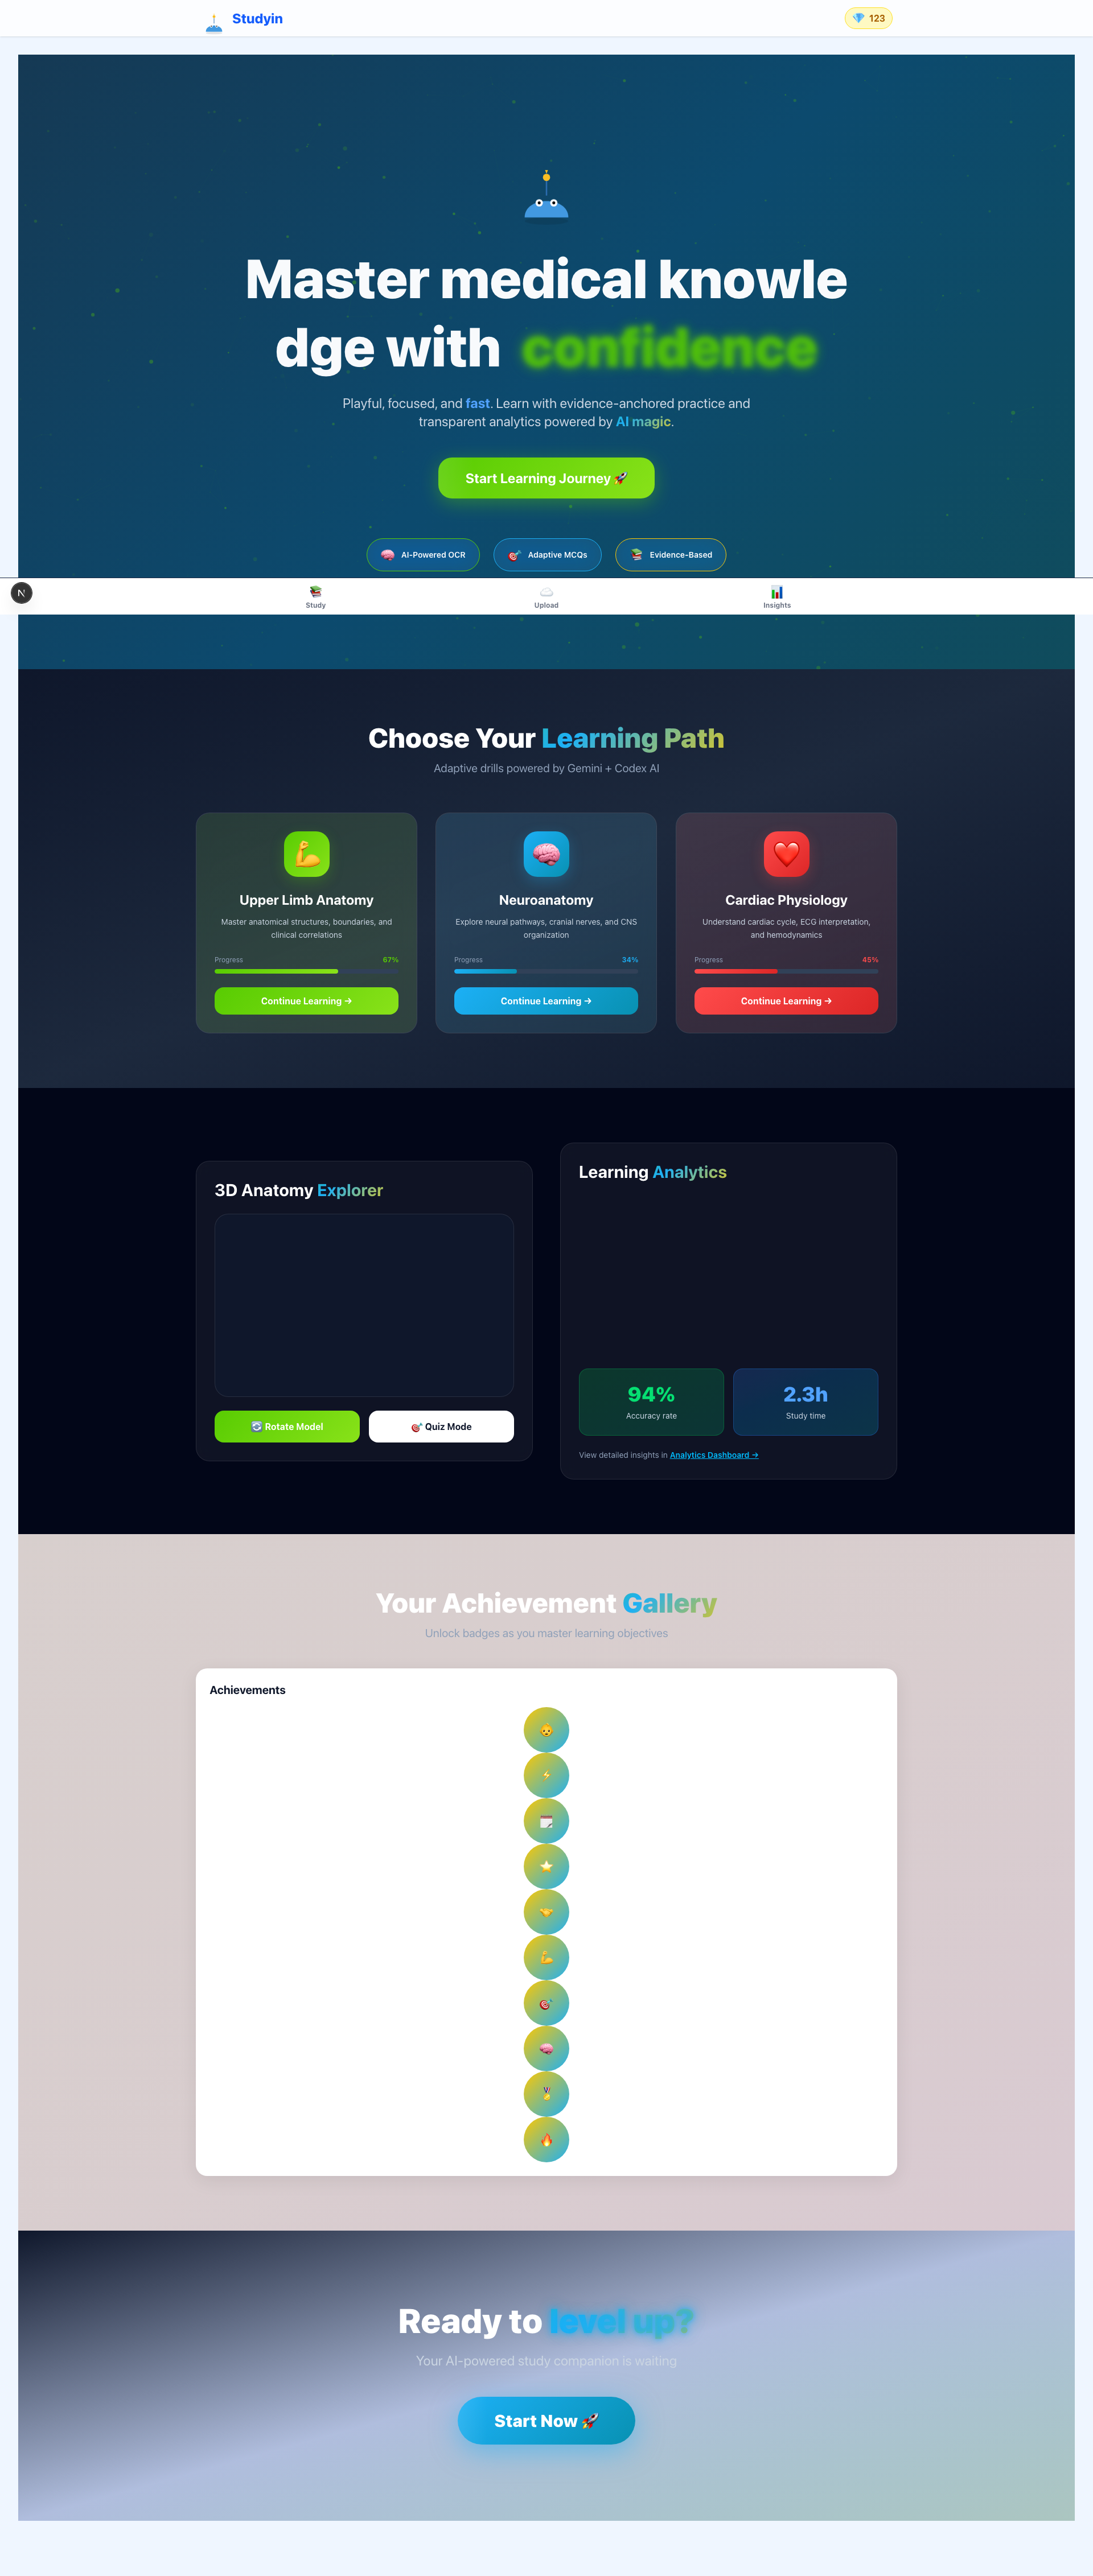 Studyin
💎 123
Master medical knowle
dge with confidence
Playful, focused, and fast. Learn with evidence-anchored practice and
transparent analytics powered by AI magic.
Start Learning Journey 🚀
🧠 AI-Powered OCR
🎯 Adaptive MCQs
📚 Evidence-Based
N
📚 Study
☁️ Upload
📊 Insights
Choose Your Learning Path
Adaptive drills powered by Gemini + Codex AI
Upper Limb Anatomy
Master anatomical structures, boundaries, and
clinical correlations
Progress 67%
Continue Learning →
Neuroanatomy
Explore neural pathways, cranial nerves, and CNS
organization
Progress 34%
Continue Learning →
Cardiac Physiology
Understand cardiac cycle, ECG interpretation,
and hemodynamics
Progress 45%
Continue Learning →
3D Anatomy Explorer
🔄 Rotate Model
🎯 Quiz Mode
Learning Analytics
94%
Accuracy rate
2.3h
Study time
View detailed insights in Analytics Dashboard →
Your Achievement Gallery
Unlock badges as you master learning objectives
Achievements
Ready to level up?
Your AI-powered study companion is waiting
Start Now 🚀